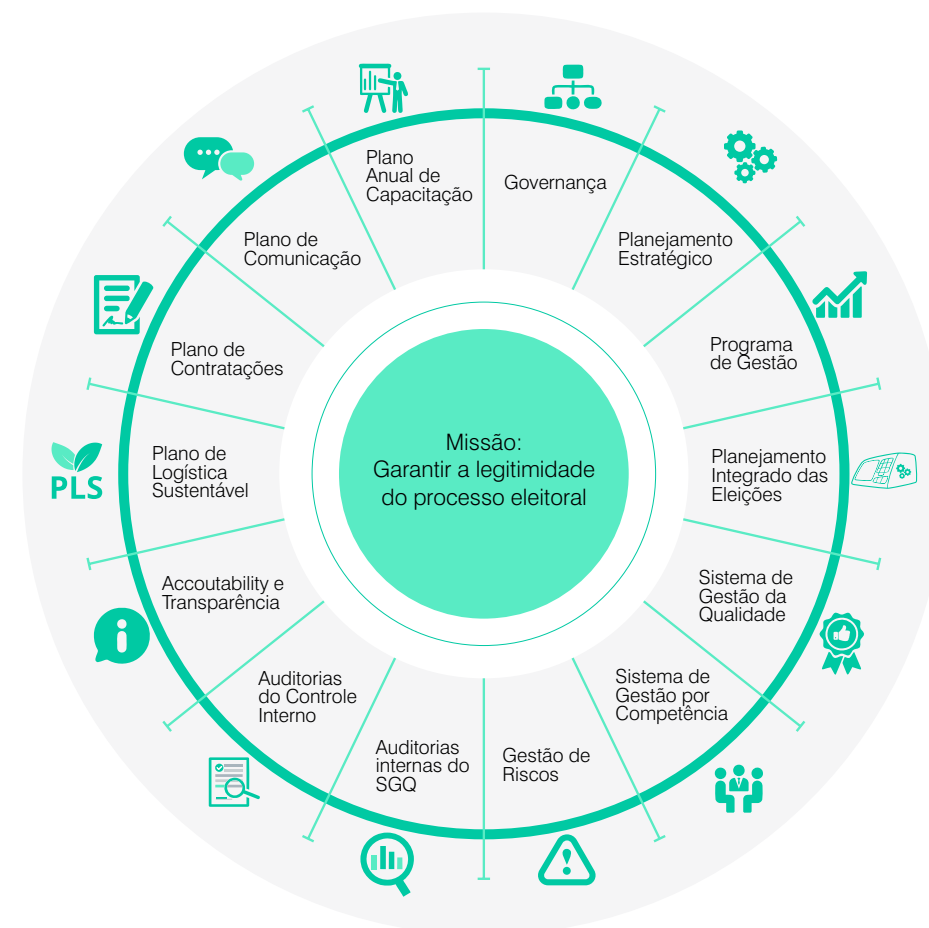 Governança
Planejamento
Estratégico
Programa
de Gestão
Planejamento
Integrado das
Eleições
Sistema de
Gestão da
Qualidade
Sistema de
Gestão por
Competência
Gestão de
Riscos
Auditorias
internas do
SGQ
Auditorias
do Controle
Interno
Accoutability e
Transparência
Plano de
Logística
Sustentável
PLS
Plano de
Contratações
Plano de
Comunicação
Plano
Anual de
Capacitação
Missão:
Garantir a legitimidade
do processo eleitoral